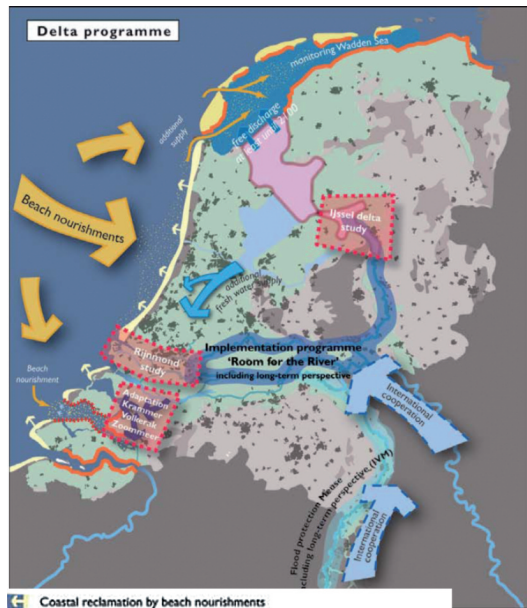 Delta programme
monitoring Wadden Sea
free discharge
additional
supply
Beach nourishments
IJssel delta
study
additional
fresh water supply
Rijnmond
study
Implementation programme
'Room for the River'
including long-term perspective
Beach
nourishment
Adaptation
Krammer
Volkerak
Zoommeer
International
cooperation
Flood protection Meuse
including long-term perspective (IVM)
International
cooperation
Coastal reclamation by beach nourishments